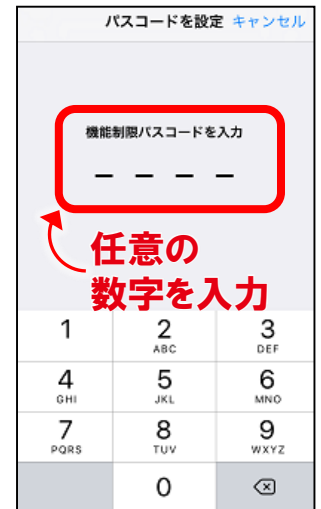 パスコードを設定 キャンセル
機能制限パスコードを入力
任意の
数字を入力
1 2 3
ABC DEF
4 5 6
GHI JKL MNO
7 8 9
PQRS TUV WXYZ
0